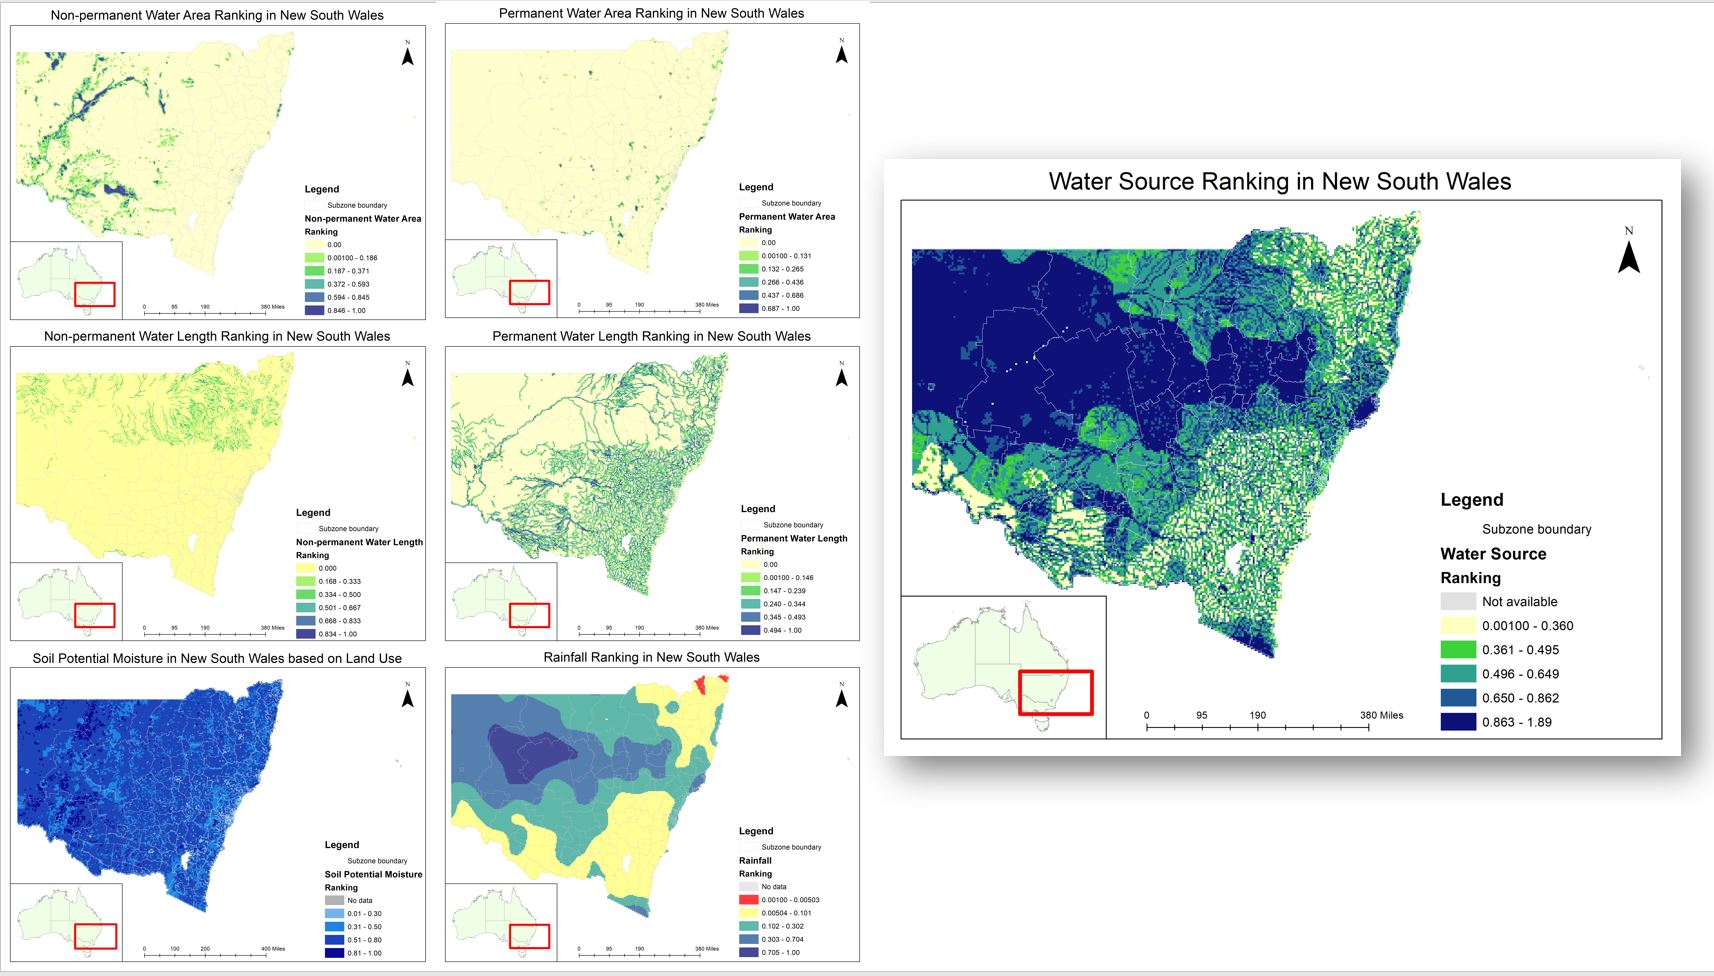 Non-permanent Water Area Ranking in New South Wales
N
Legend
Subzone boundary
Non-permanent Water Area
Ranking
0.00
0.00100 - 0.186
0.187 - 0.371
0.372 - 0.593
0.594 - 0.845
0.846 - 1.00
0 95 190 380 Miles
Permanent Water Area Ranking in New South Wales
N
Legend
Subzone boundary
Permanent Water Area
Ranking
0.00
0.00100 - 0.131
0.132 - 0.265
0.266 - 0.436
0.437 - 0.686
0.687 - 1.00
0 95 190 380 Miles
Non-permanent Water Length Ranking in New South Wales
N
Legend
Subzone boundary
Non-permanent Water Length
Ranking
0.000
0.168 - 0.333
0.334 - 0.500
0.501 - 0.667
0.668 - 0.833
0.834 - 1.00
0 95 190 380 Miles
Permanent Water Length Ranking in New South Wales
N
Legend
Subzone boundary
Permanent Water Length
Ranking
0.00
0.00100 - 0.146
0.147 - 0.239
0.240 - 0.344
0.345 - 0.493
0.494 - 1.00
0 95 190 380 Miles
Soil Potential Moisture in New South Wales based on Land Use
N
Legend
Subzone boundary
Soil Potential Moisture
Ranking
No data
0.01 - 0.30
0.31 - 0.50
0.51 - 0.80
0.81 - 1.00
0 100 200 400 Miles
Rainfall Ranking in New South Wales
N
Legend
Subzone boundary
Rainfall
Ranking
No data
0.00100 - 0.00503
0.00504 - 0.101
0.102 - 0.302
0.303 - 0.704
0.705 - 1.00
0 95 190 380 Miles
Water Source Ranking in New South Wales
N
Legend
Subzone boundary
Water Source
Ranking
Not available
0.00100 - 0.360
0.361 - 0.495
0.496 - 0.649
0.650 - 0.862
0.863 - 1.89
0 95 190 380 Miles